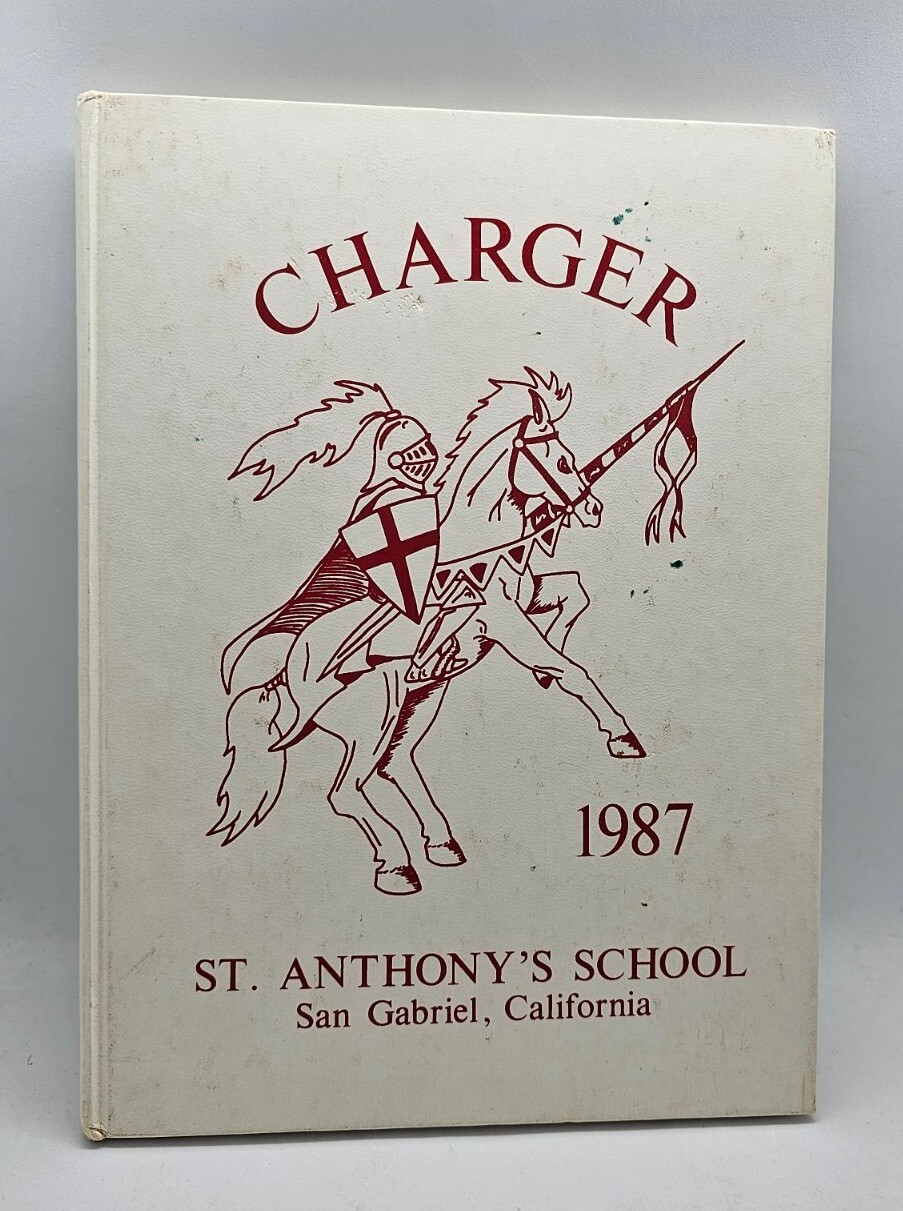 CHARGER
1987
ST. ANTHONY'S SCHOOL
San Gabriel, California